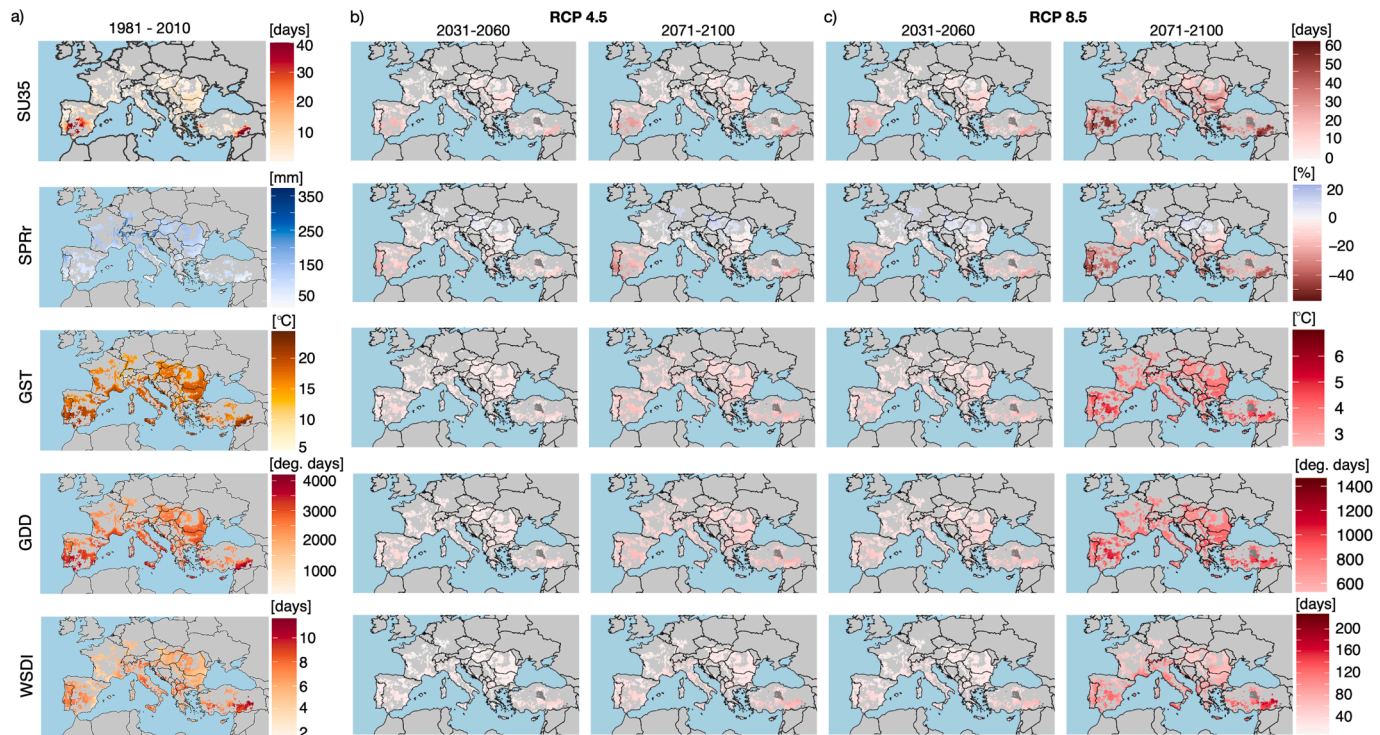 a)
1981 - 2010
[days]
b)
RCP 4.5
2031-2060
2071-2100
c)
RCP 8.5
2031-2060
2071-2100
[days]
SU35
40
30
20
10
60
50
40
30
20
10
0
SPRr
[mm]
350
250
150
50
[%]
20
0
−20
−40
GST
[°C]
20
15
10
5
[°C]
6
5
4
3
GDD
[deg. days]
4000
3000
2000
1000
[deg. days]
1400
1200
1000
800
600
WSDI
[days]
10
8
6
4
2
[days]
200
160
120
80
40